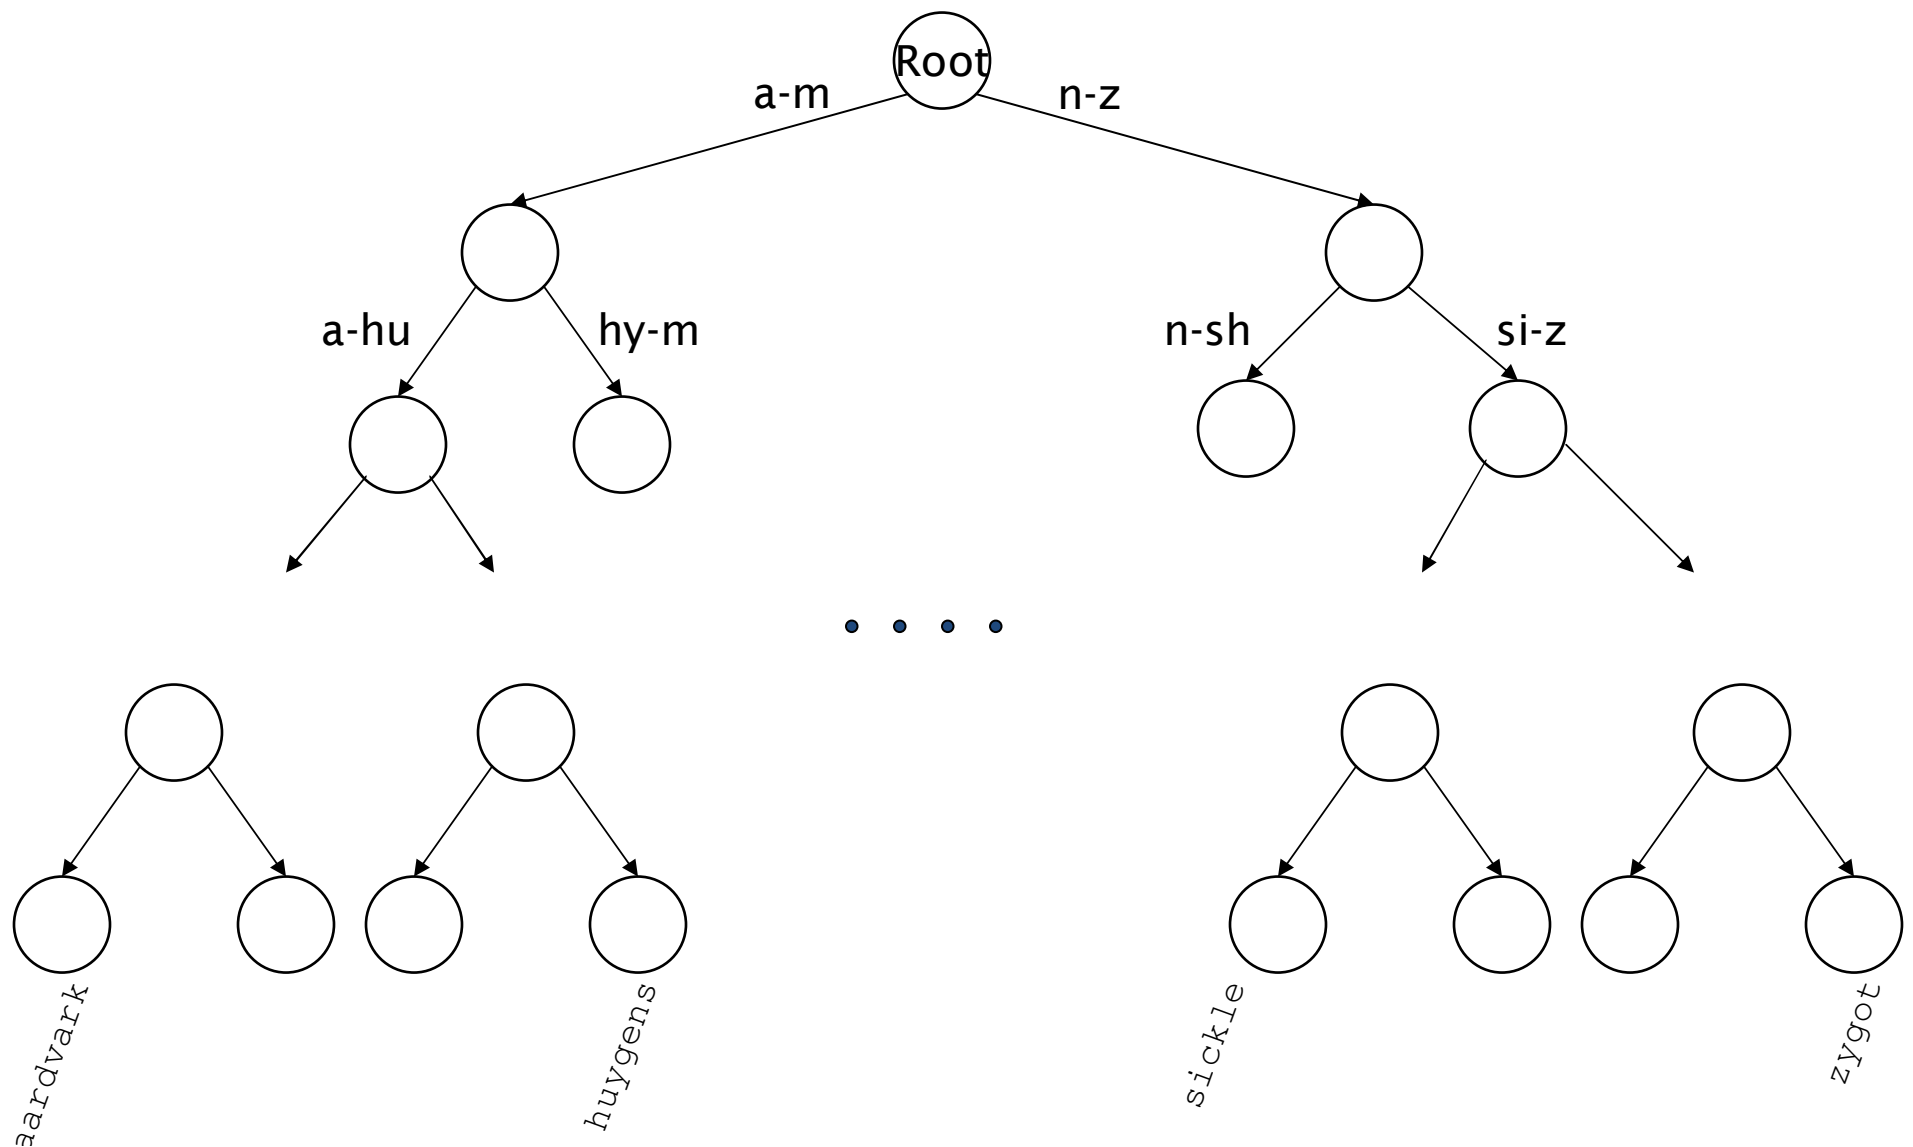 Root
a-m
n-z
a-hu
hy-m
n-sh
si-z
aardvark
huygens
sickle
zygot